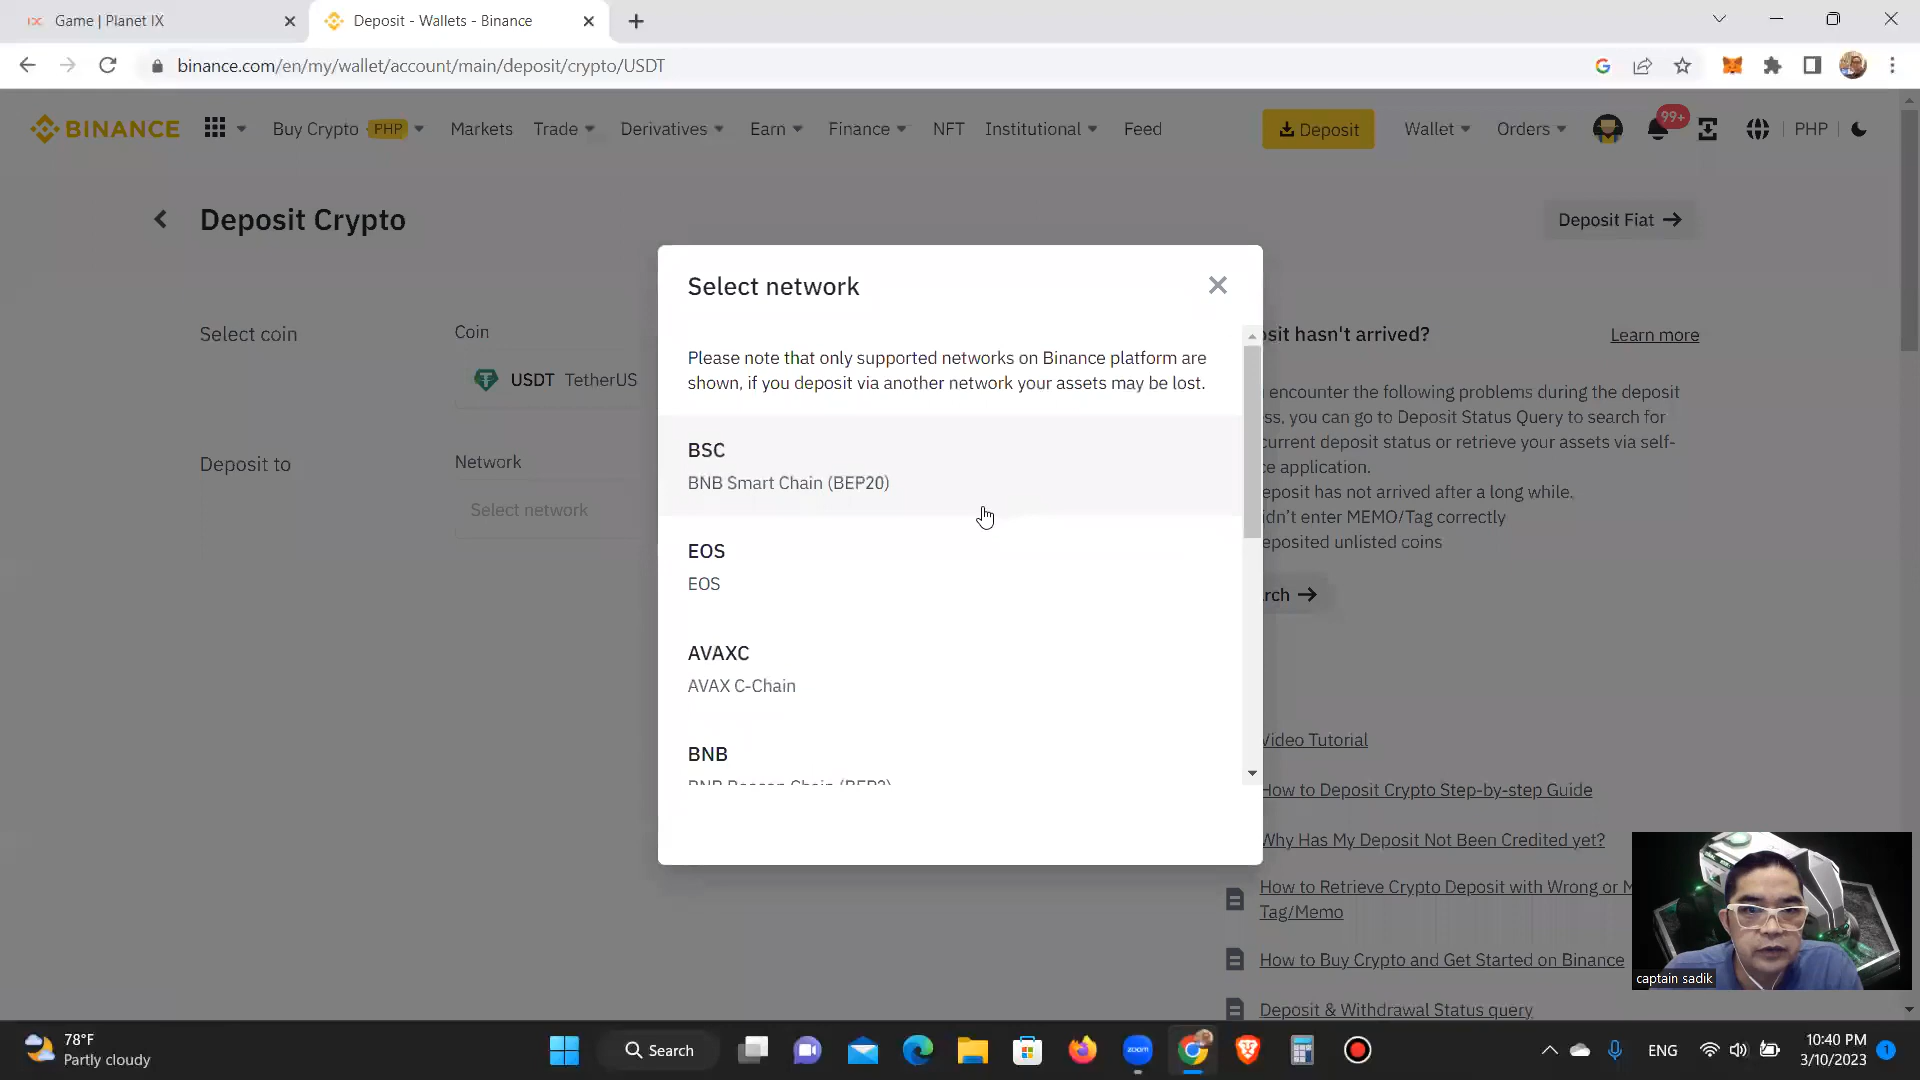 Game | Planet IX
Deposit - Wallets - Binance
binance.com/en/my/wallet/account/main/deposit/crypto/USDT
BINANCE
Buy Crypto PHP
Markets
Trade
Derivatives
Earn
Finance
NFT
Institutional
Feed
Deposit
Wallet
Orders
99+
PHP
Deposit Crypto
Deposit Fiat
Select network
Select coin
Coin
sit hasn't arrived?
Learn more
Please note that only supported networks on Binance platform are
shown, if you deposit via another network your assets may be lost.
USDT TetherUS
encounter the following problems during the deposit
ss, you can go to Deposit Status Query to search for
current deposit status or retrieve your assets via self-
ce application.
eposit has not arrived after a long while.
idn't enter MEMO/Tag correctly
eposited unlisted coins
BSC
BNB Smart Chain (BEP20)
Deposit to
Network
Select network
EOS
EOS
rch
AVAXC
AVAX C-Chain
BNB
BNB Beacon Chain (BEP2)
Video Tutorial
How to Deposit Crypto Step-by-step Guide
Why Has My Deposit Not Been Credited yet?
How to Retrieve Crypto Deposit with Wrong or M
Tag/Memo
How to Buy Crypto and Get Started on Binance
Deposit & Withdrawal Status query
captain sadik
78°F
Partly cloudy
Search
zoom
ENG
10:40 PM
3/10/2023
1